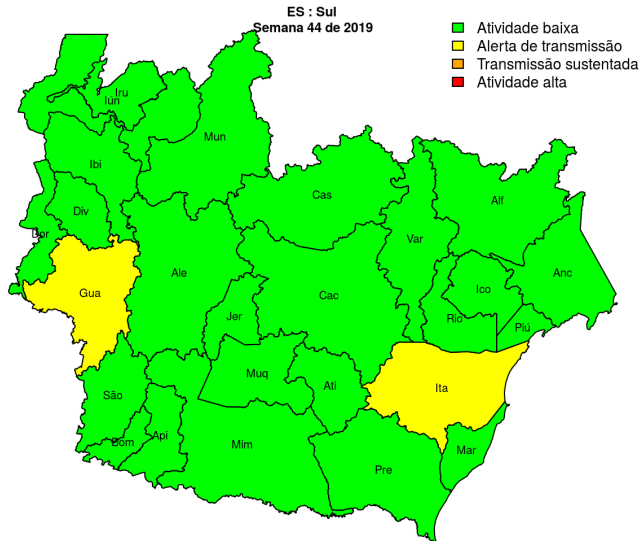 ES : Sul
Semana 44 de 2019
Atividade baixa
Alerta de transmissão
Transmissão sustentada
Atividade alta
Iru
Iún
Mun
Ibi
Cas
Alf
Div
Dor
Var
Ale
Anc
Gua
Cac
Ico
Jer
Rio
Piú
Muq
Ati
Ita
São
Api
Bom
Mim
Mar
Pre